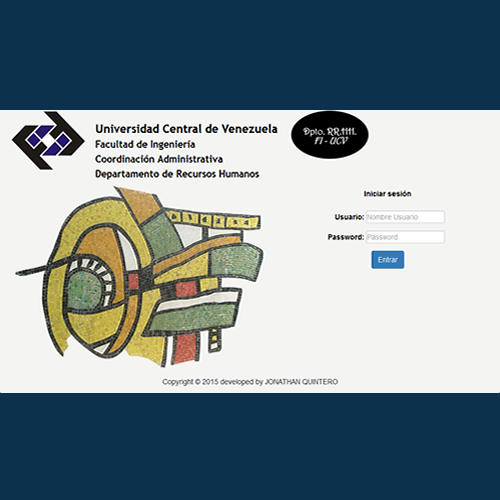 Universidad Central de Venezuela
Facultad de Ingeniería
Coordinación Administrativa
Departamento de Recursos Humanos
Dpto. RR.HH.
FI - UCV
Iniciar sesión
Usuario: Nombre Usuario
Password: Password
Entrar
Copyright © 2015 developed by JONATHAN QUINTERO